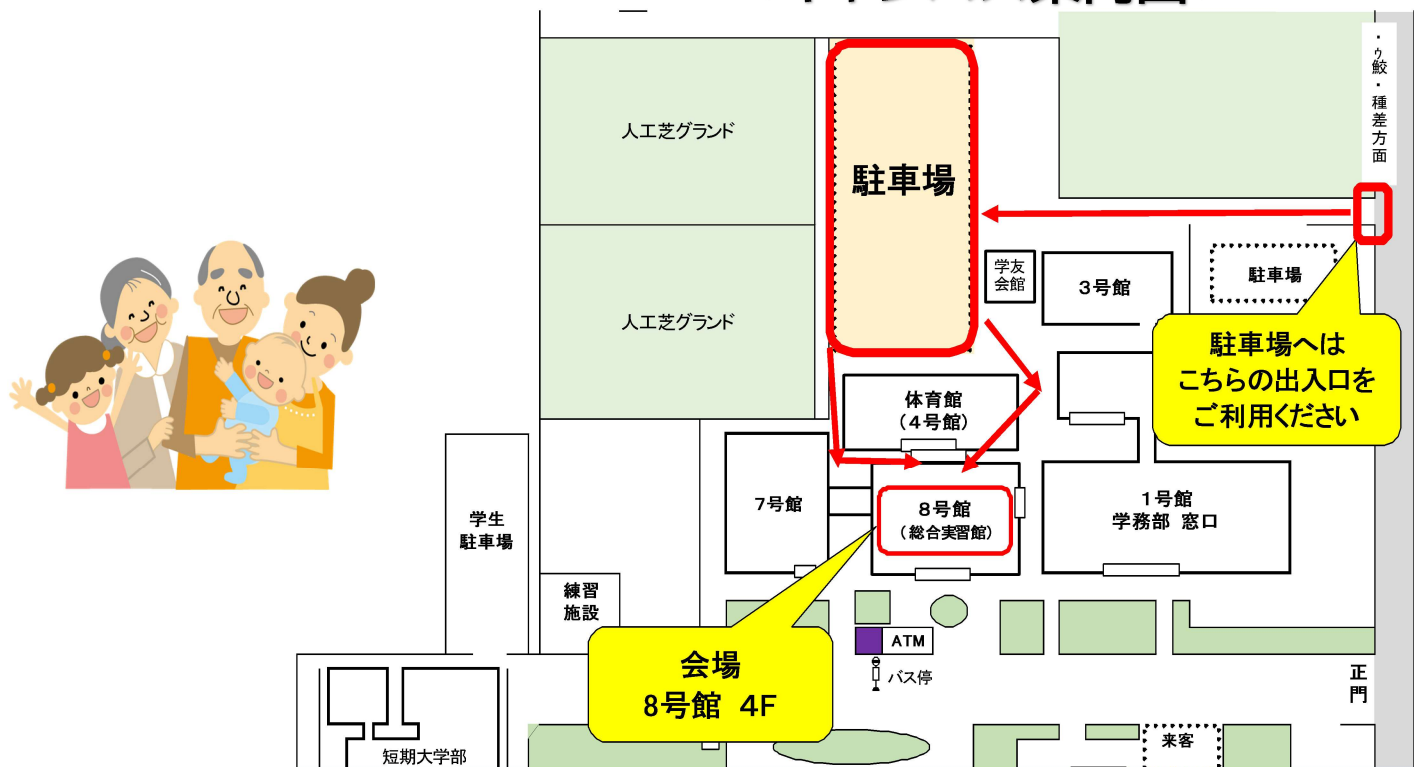 人工芝グランド
駐車場
・ウ鮫・種差方面
学友
会館
3号館
駐車場
人工芝グランド
駐車場へは
こちらの出入口を
ご利用ください
体育館
(4号館)
7号館
8号館
(総合実習館)
1号館
学務部 窓口
学生
駐車場
練習
施設
ATM
バス停
会場
8号館 4F
正門
来客
短期大学部